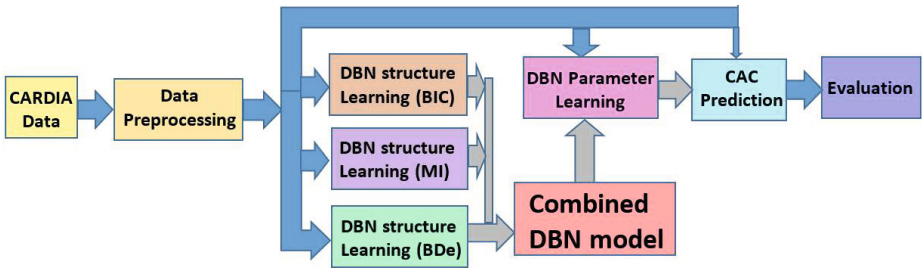 CARDIA
Data
Data
Preprocessing
DBN structure
Learning (BIC)
DBN structure
Learning (MI)
DBN structure
Learning (BDe)
Combined
DBN model
DBN Parameter
Learning
CAC
Prediction
Evaluation